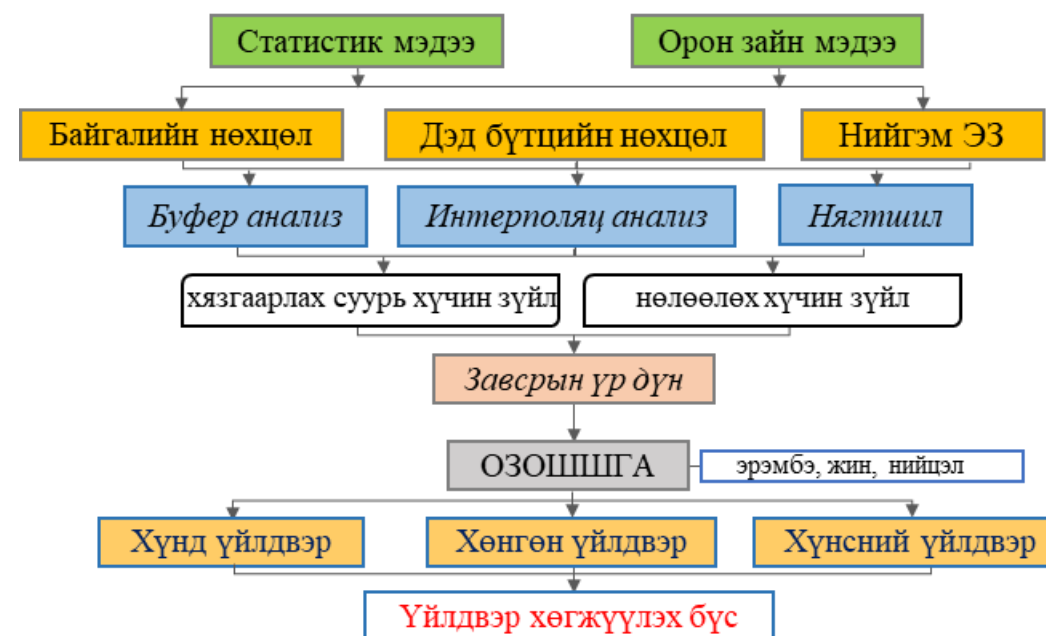 Статистик мэдээ
Орон зайн мэдээ
Байгалийн нөхцөл
Дэд бүтцийн нөхцөл
Нийгэм ЭЗ
Буфер анализ
Интерполяц анализ
Нягтшил
хязгаарлах суурь хүчин зүйл
нөлөөлөх хүчин зүйл
Завсрын үр дүн
ОЗОШШГА
эрэмбэ, жин, нийцэл
Хүнд үйлдвэр
Хөнгөн үйлдвэр
Хүнсний үйлдвэр
Үйлдвэр хөгжүүлэх бүс